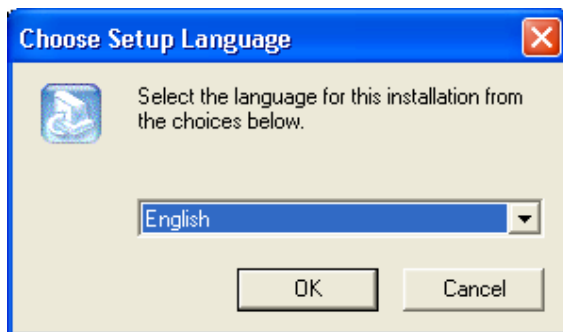 Choose Setup Language
Select the language for this installation from
the choices below.
English
OK
Cancel